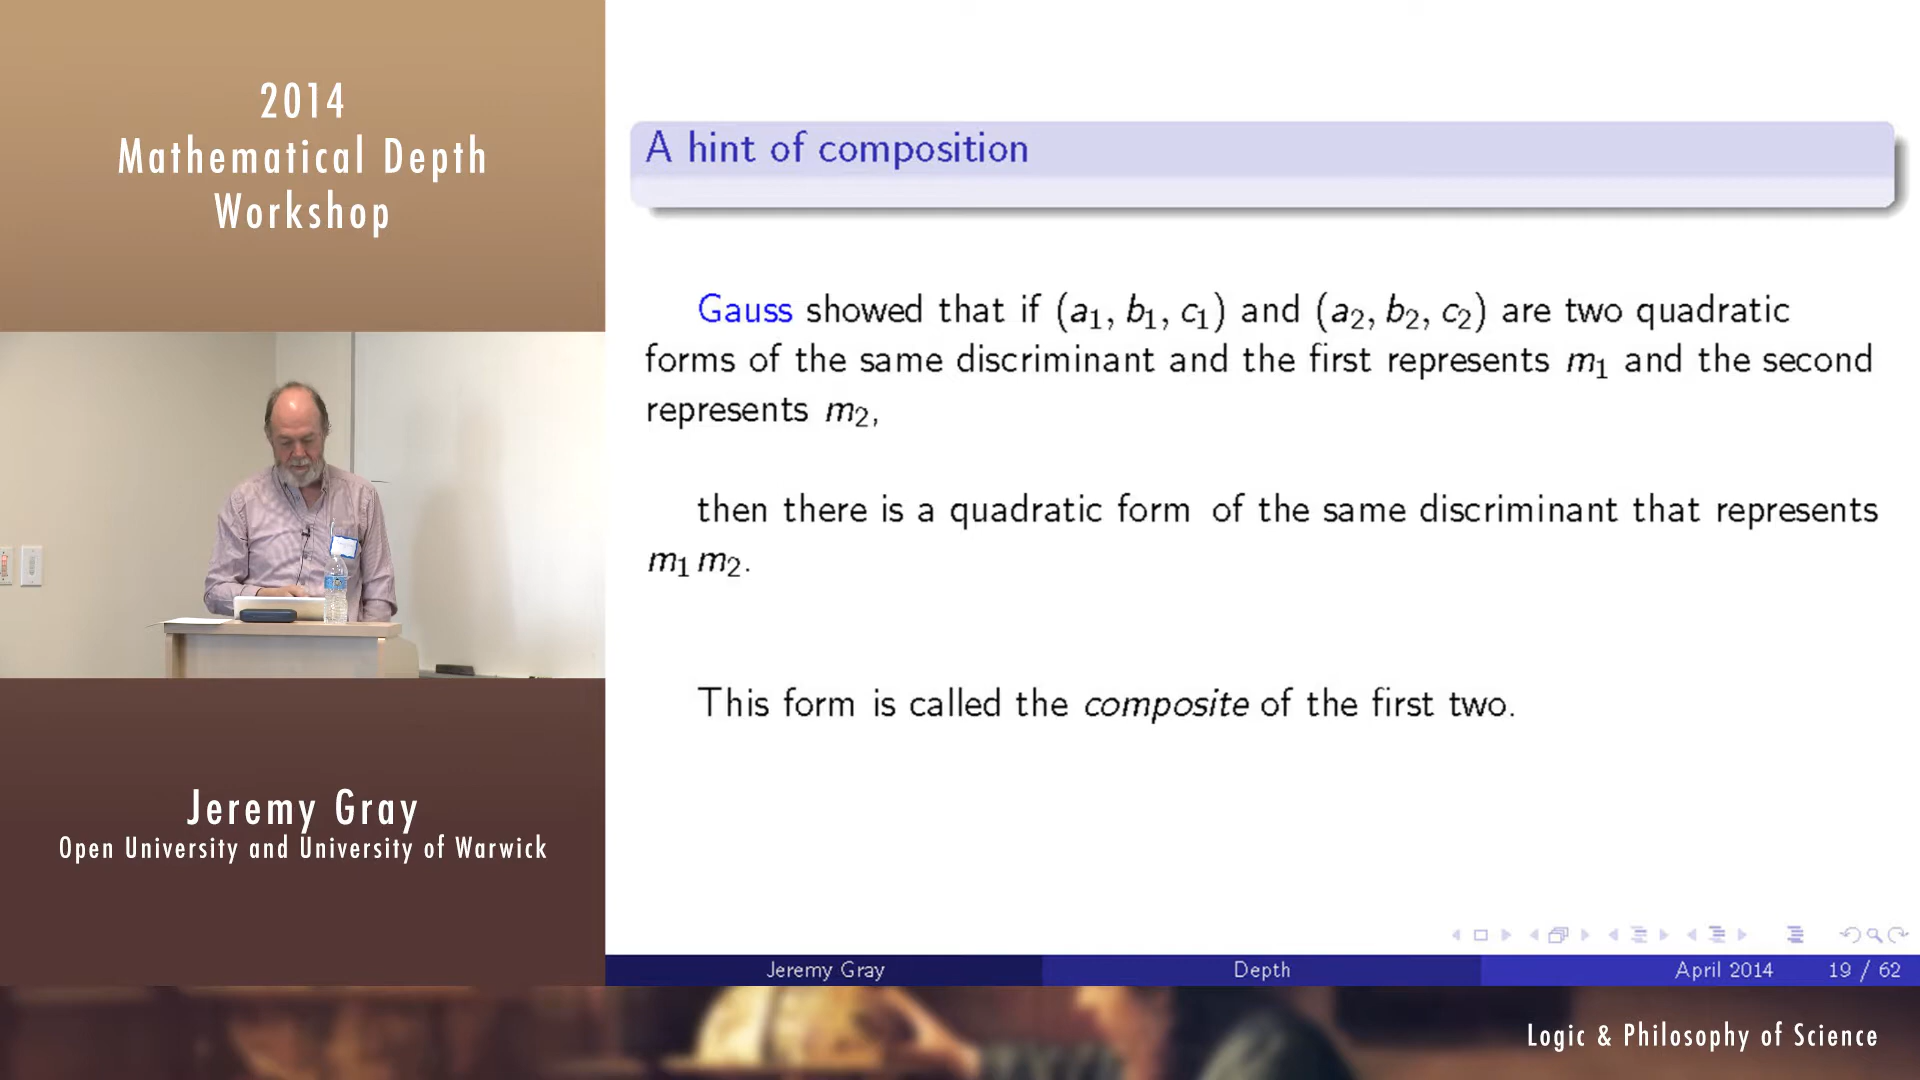 2014
Mathematical Depth
Workshop
Jeremy Gray
Open University and University of Warwick
A hint of composition
Gauss showed that if (a₁, b₁, c₁) and (a₂, b₂, c₂) are two quadratic
forms of the same discriminant and the first represents m₁ and the second
represents m₂,
then there is a quadratic form of the same discriminant that represents
m₁m₂.
This form is called the composite of the first two.
Jeremy Gray
Depth
April 2014
19 / 62
Logic & Philosophy of Science